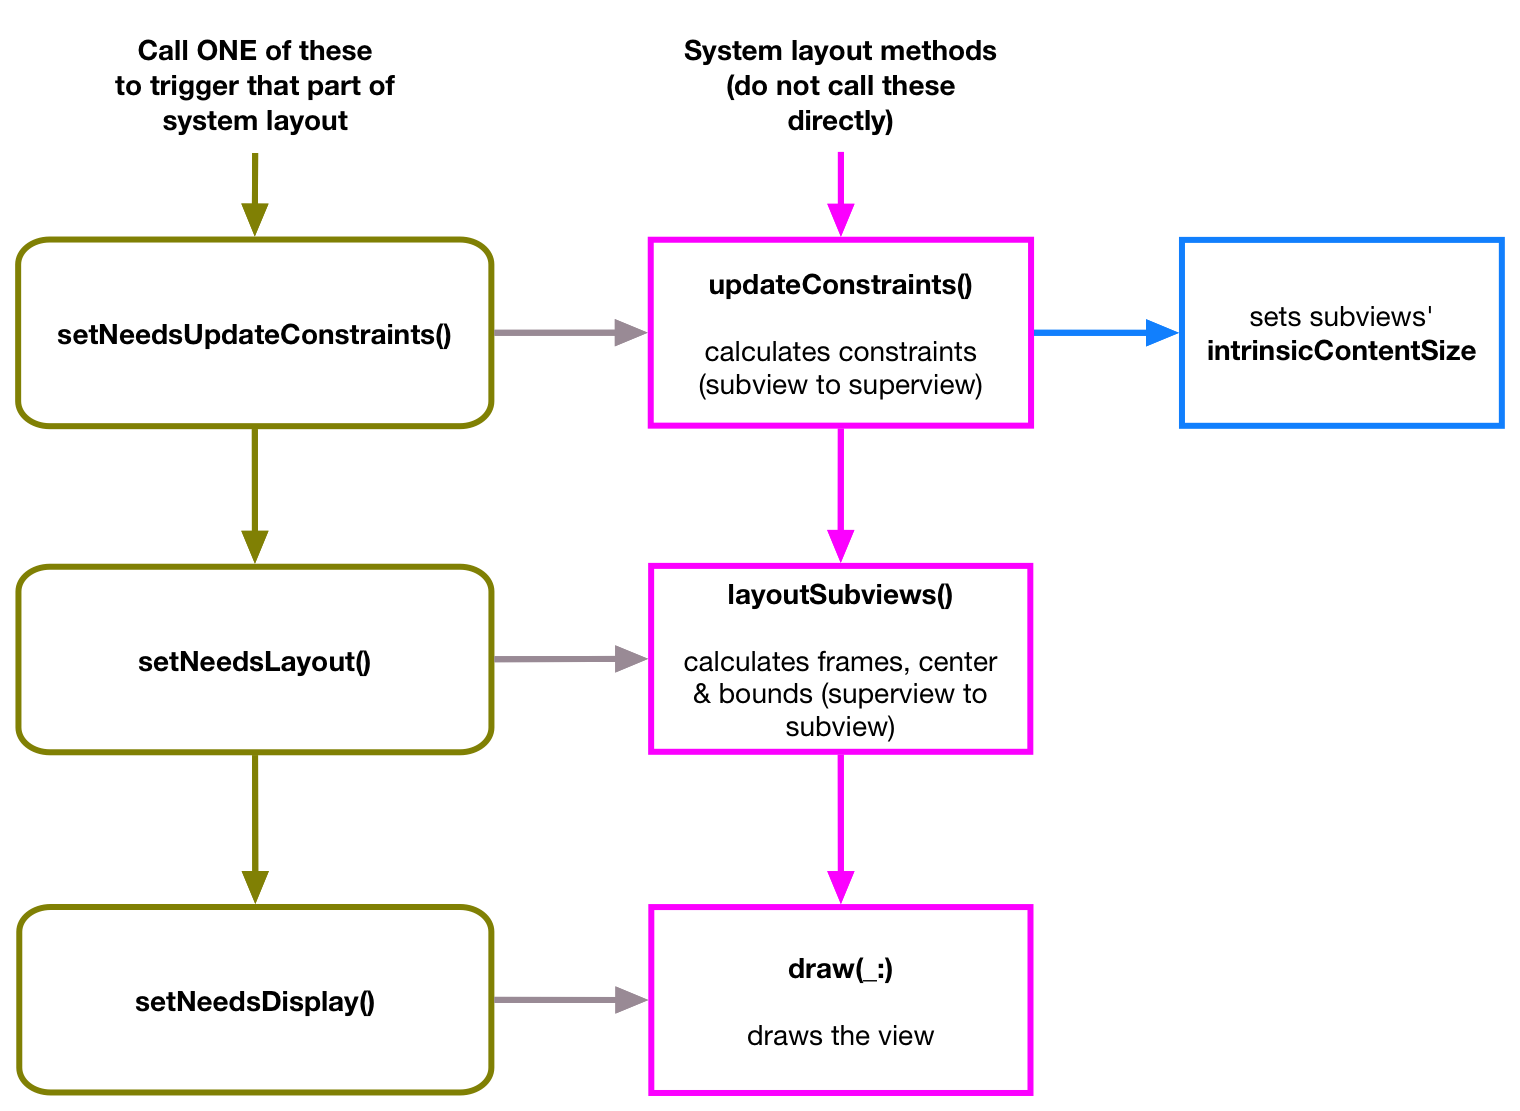 Call ONE of these
to trigger that part of
system layout
System layout methods
(do not call these
directly)
setNeedsUpdateConstraints()
updateConstraints()
calculates constraints
(subview to superview)
sets subviews'
intrinsicContentSize
setNeedsLayout()
layoutSubviews()
calculates frames, center
& bounds (superview to
subview)
setNeedsDisplay()
draw(_:)
draws the view